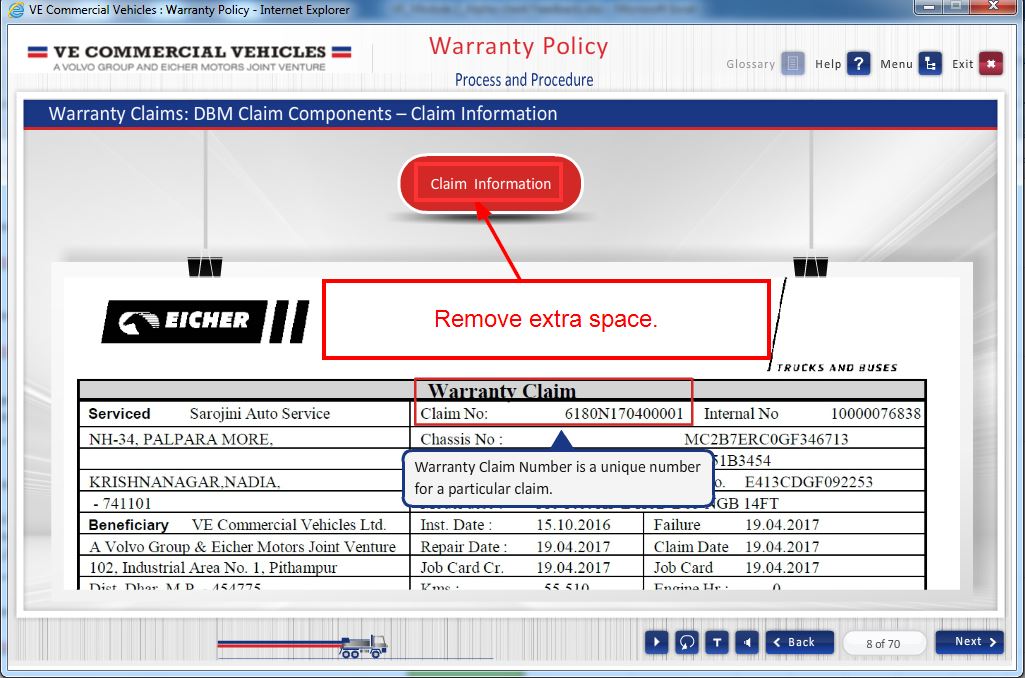 VE Commercial Vehicles : Warranty Policy - Internet Explorer
VE COMMERCIAL VEHICLES
A VOLVO GROUP AND EICHER MOTORS JOINT VENTURE
Warranty Policy
Process and Procedure
Glossary Help ? Menu Exit
Warranty Claims: DBM Claim Components – Claim Information
Claim  Information
EICHER
Remove extra space.
TRUCKS AND BUSES
Warranty Claim
Serviced Sarojini Auto Service Claim No: 6180N170400001 Internal No 10000076838
NH-34, PALPARA MORE, Chassis No : MC2B7ERC0GF346713
51B3454
KRISHNANAGAR,NADIA, o. E413CDGF092253
- 741101 NGB 14FT
Warranty Claim Number is a unique number
for a particular claim.
Beneficiary VE Commercial Vehicles Ltd. Inst. Date : 15.10.2016 Failure 19.04.2017
A Volvo Group & Eicher Motors Joint Venture Repair Date : 19.04.2017 Claim Date 19.04.2017
102, Industrial Area No. 1, Pithampur Job Card Cr. 19.04.2017 Job Card 19.04.2017
Dist. Dhar, M.P. - 454775 Kms : 55,510 Engine Hr : 0
T Back 8 of 70 Next